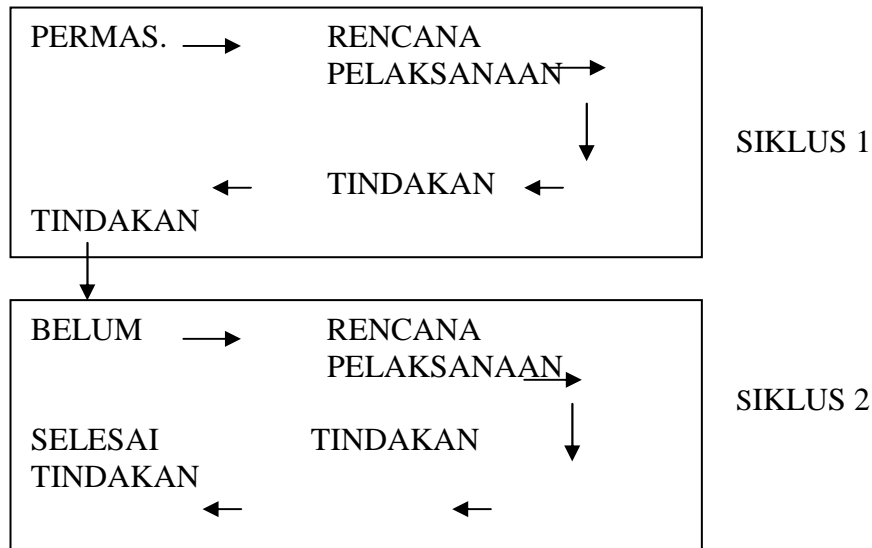 PERMAS.
RENCANA
PELAKSANAAN
SIKLUS 1
TINDAKAN
TINDAKAN
BELUM
RENCANA
PELAKSANAAN
SIKLUS 2
SELESAI
TINDAKAN
TINDAKAN